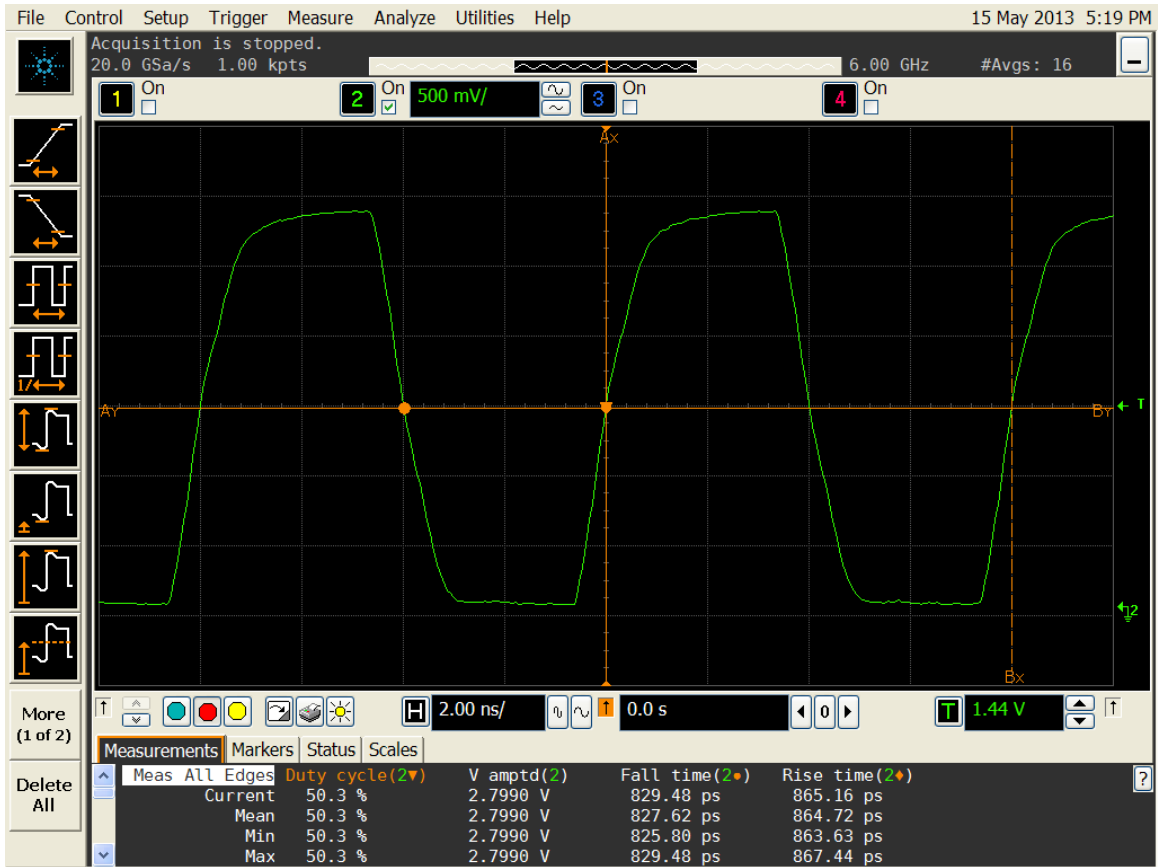 File Control Setup Trigger Measure Analyze Utilities Help 15 May 2013 5:19 PM
Acquisition is stopped.
20.0 GSa/s 1.00 kpts 6.00 GHz #Avgs: 16
1 On 2 On 500 mV/ 3 On 4 On
Ax
1/
AY BY T
2
Bx
More
(1 of 2)
H 2.00 ns/ 0.0 s 0 T 1.44 V
Measurements Markers Status Scales
Delete
All
Meas All Edges Duty cycle(2▼) V amptd(2) Fall time(2●) Rise time(2♦) ?
Current 50.3 % 2.7990 V 829.48 ps 865.16 ps
Mean 50.3 % 2.7990 V 827.62 ps 864.72 ps
Min 50.3 % 2.7990 V 825.80 ps 863.63 ps
Max 50.3 % 2.7990 V 829.48 ps 867.44 ps